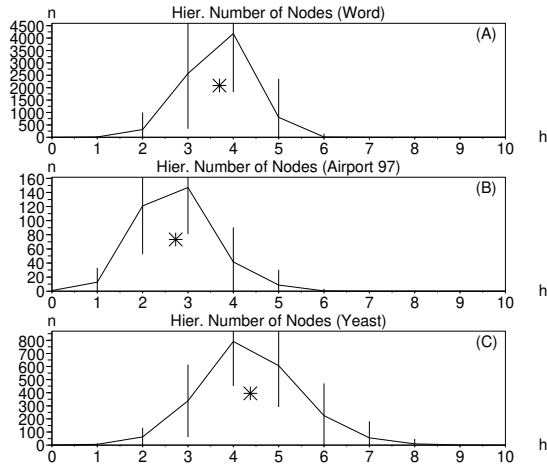 n Hier. Number of Nodes (Word)
4500 (A)
4000
3500
3000
2500
2000
1500
1000
500
0
0 1 2 3 4 5 6 7 8 9 10 h
n Hier. Number of Nodes (Airport 97)
160 (B)
140
120
100
80
60
40
20
0
0 1 2 3 4 5 6 7 8 9 10 h
n Hier. Number of Nodes (Yeast)
800 (C)
700
600
500
400
300
200
100
0
0 1 2 3 4 5 6 7 8 9 10 h